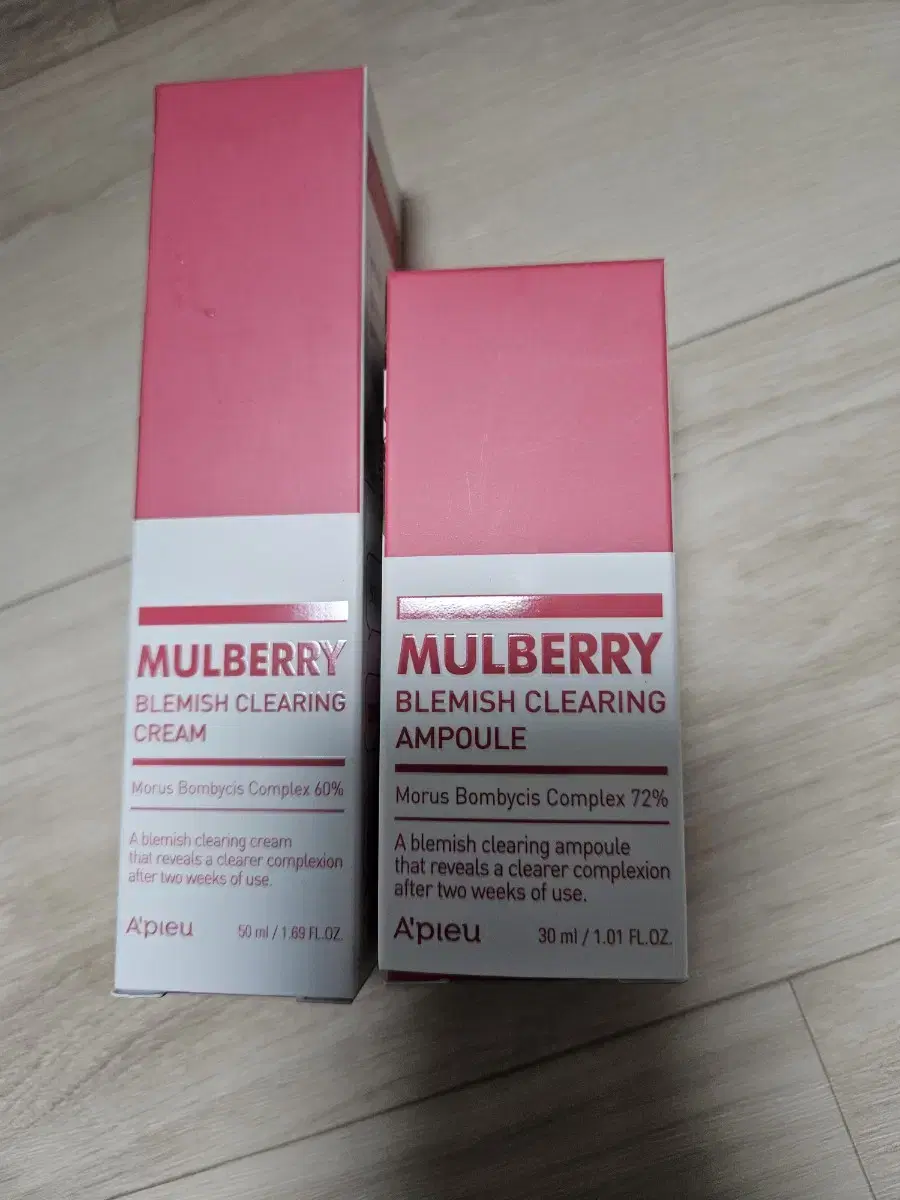 MULBERRY
BLEMISH CLEARING
CREAM
Morus Bombycis Complex 60%
A blemish clearing cream
that reveals a clearer complexion
after two weeks of use.
A'pieu
50 ml / 1.69 FL.OZ.
MULBERRY
BLEMISH CLEARING
AMPOULE
Morus Bombycis Complex 72%
A blemish clearing ampoule
that reveals a clearer complexion
after two weeks of use.
A'pieu
30 ml / 1.01 FL.OZ.